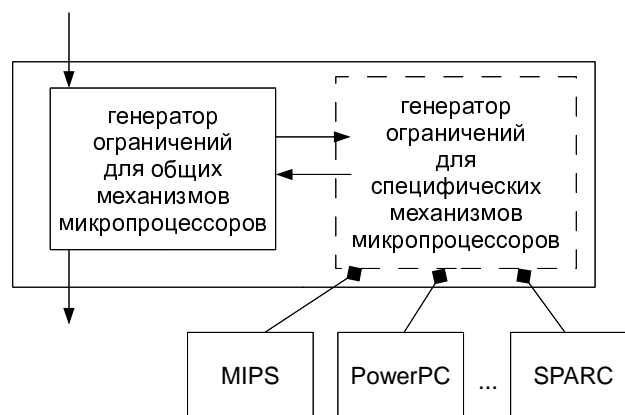 генератор
ограничений
для общих
механизмов
микропроцессоров
генератор
ограничений
для
специфических
механизмов
микропроцессоров
MIPS
PowerPC
...
SPARC